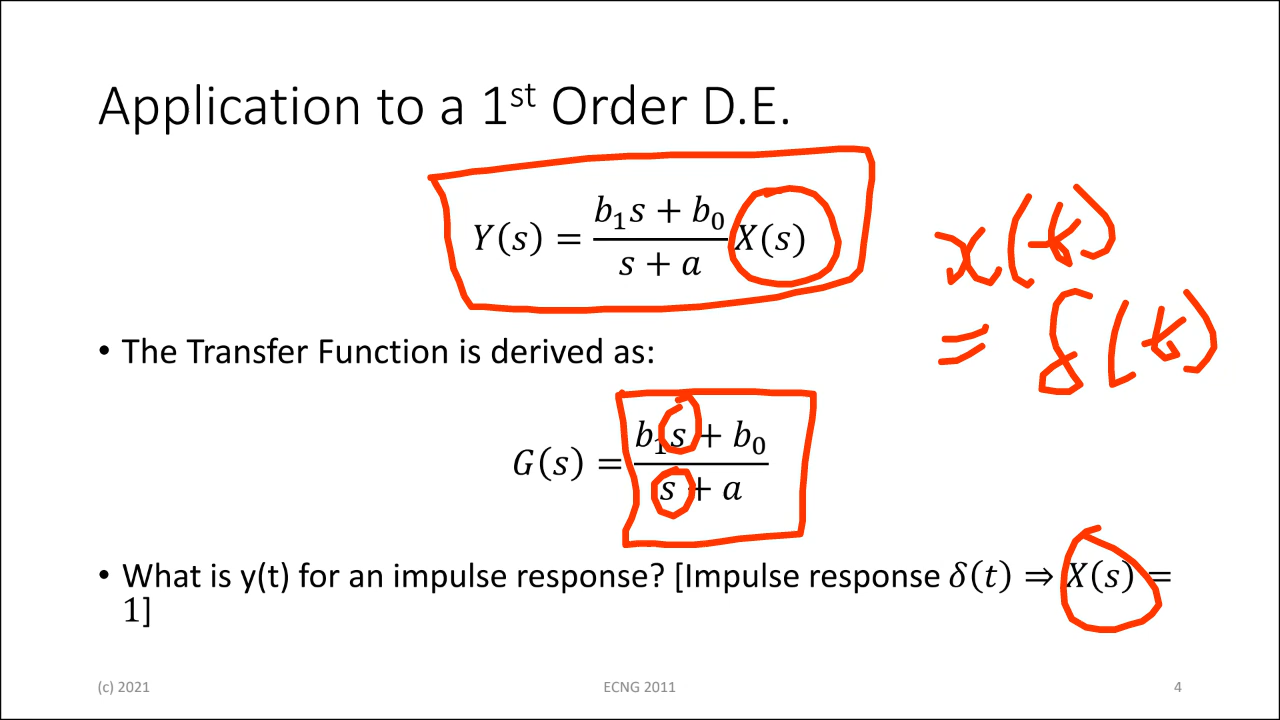 Application to a 1st Order D.E.
Y(s) = (b₁s + b₀)/(s + a) X(s)
x(t)
= δ(t)
• The Transfer Function is derived as:
G(s) = (b₁s + b₀)/(s + a)
• What is y(t) for an impulse response? [Impulse response δ(t) ⇒ X(s) =
1]
(c) 2021 ECNG 2011 4